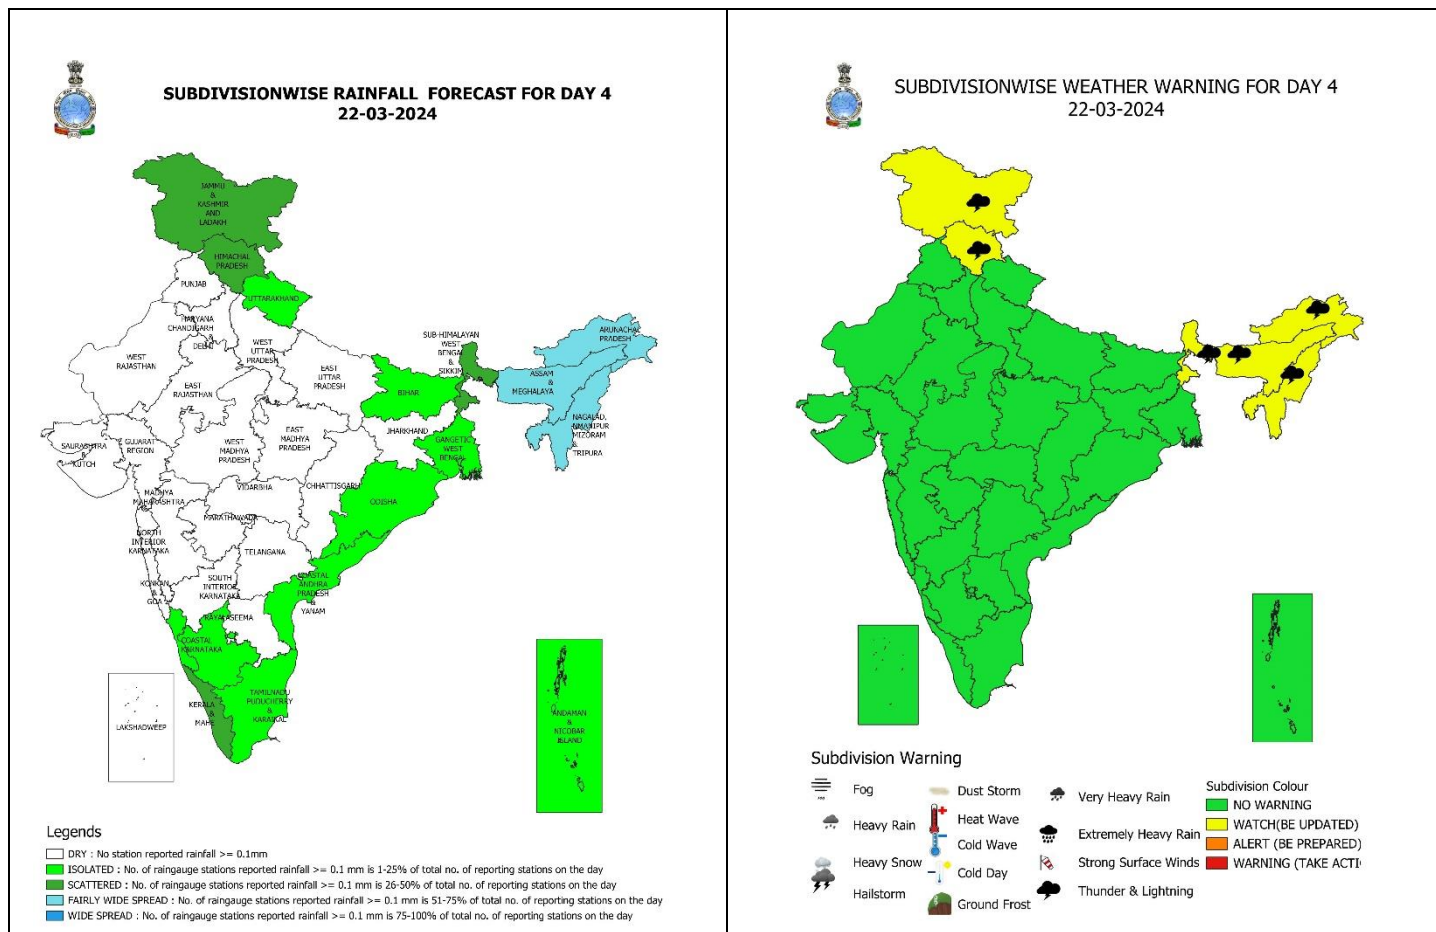 SUBDIVISIONWISE RAINFALL FORECAST FOR DAY 4
22-03-2024
JAMMU
&
KASHMIR
AND
LADAKH
HIMACHAL
PRADESH
PUNJAB
UTTARAKHAND
HARYANA
CHANDIGARH
&
DELHI
WEST
RAJASTHAN
WEST
UTTAR
PRADESH
EAST
UTTAR
PRADESH
SUB-HIMALAYAN
WEST
BENGAL
&
SIKKIM
ARUNACHAL
PRADESH
ASSAM
&
MEGHALAYA
EAST
RAJASTHAN
BIHAR
NAGALAD,
MANIPUR
MIZORAM
&
TRIPURA
JHARKHAND
GANGETIC
WEST
BENGAL
SAURASHTRA
&
KUTCH
GUJARAT
REGION
WEST
MADHYA
PRADESH
EAST
MADHYA
PRADESH
VIDARBHA
CHHATTISGARH
ODISHA
MADHYA
MAHARASHTRA
MARATHAWADA
NORTH
INTERIOR
KARNATAKA
TELANGANA
KONKAN
&
GOA
SOUTH
INTERIOR
KARNATAKA
COASTAL
ANDHRA
PRADESH
&
YANAM
RAYALASEEMA
COASTAL
KARNATAKA
KERALA
&
MAHE
TAMILNADU
PUDUCHERRY
&
KARAIKAL
LAKSHADWEEP
ANDAMAN
&
NICOBAR
ISLAND
Legends
DRY : No station reported rainfall >= 0.1mm
ISOLATED : No. of raingauge stations reported rainfall >= 0.1 mm is 1-25% of total no. of reporting stations on the day
SCATTERED : No. of raingauge stations reported rainfall >= 0.1 mm is 26-50% of total no. of reporting stations on the day
FAIRLY WIDE SPREAD : No. of raingauge stations reported rainfall >= 0.1 mm is 51-75% of total no. of reporting stations on the day
WIDE SPREAD : No. of raingauge stations reported rainfall >= 0.1 mm is 75-100% of total no. of reporting stations on the day
SUBDIVISIONWISE WEATHER WARNING FOR DAY 4
22-03-2024
Subdivision Warning
Fog
Heavy Rain
Heavy Snow
Hailstorm
Dust Storm
Heat Wave
Cold Wave
Cold Day
Ground Frost
Very Heavy Rain
Extremely Heavy Rain
Strong Surface Winds
Thunder & Lightning
Subdivision Colour
NO WARNING
WATCH(BE UPDATED)
ALERT (BE PREPARED)
WARNING (TAKE ACTI